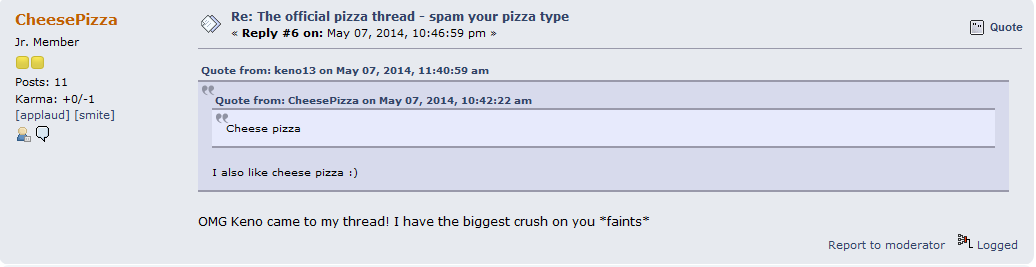 CheesePizza
Jr. Member
Posts: 11
Karma: +0/-1
[applaud] [smite]
Re: The official pizza thread - spam your pizza type
« Reply #6 on: May 07, 2014, 10:46:59 pm »
Quote
Quote from: keno13 on May 07, 2014, 11:40:59 am
Quote from: CheesePizza on May 07, 2014, 10:42:22 am
Cheese pizza
I also like cheese pizza :)
OMG Keno came to my thread! I have the biggest crush on you *faints*
Report to moderator Logged